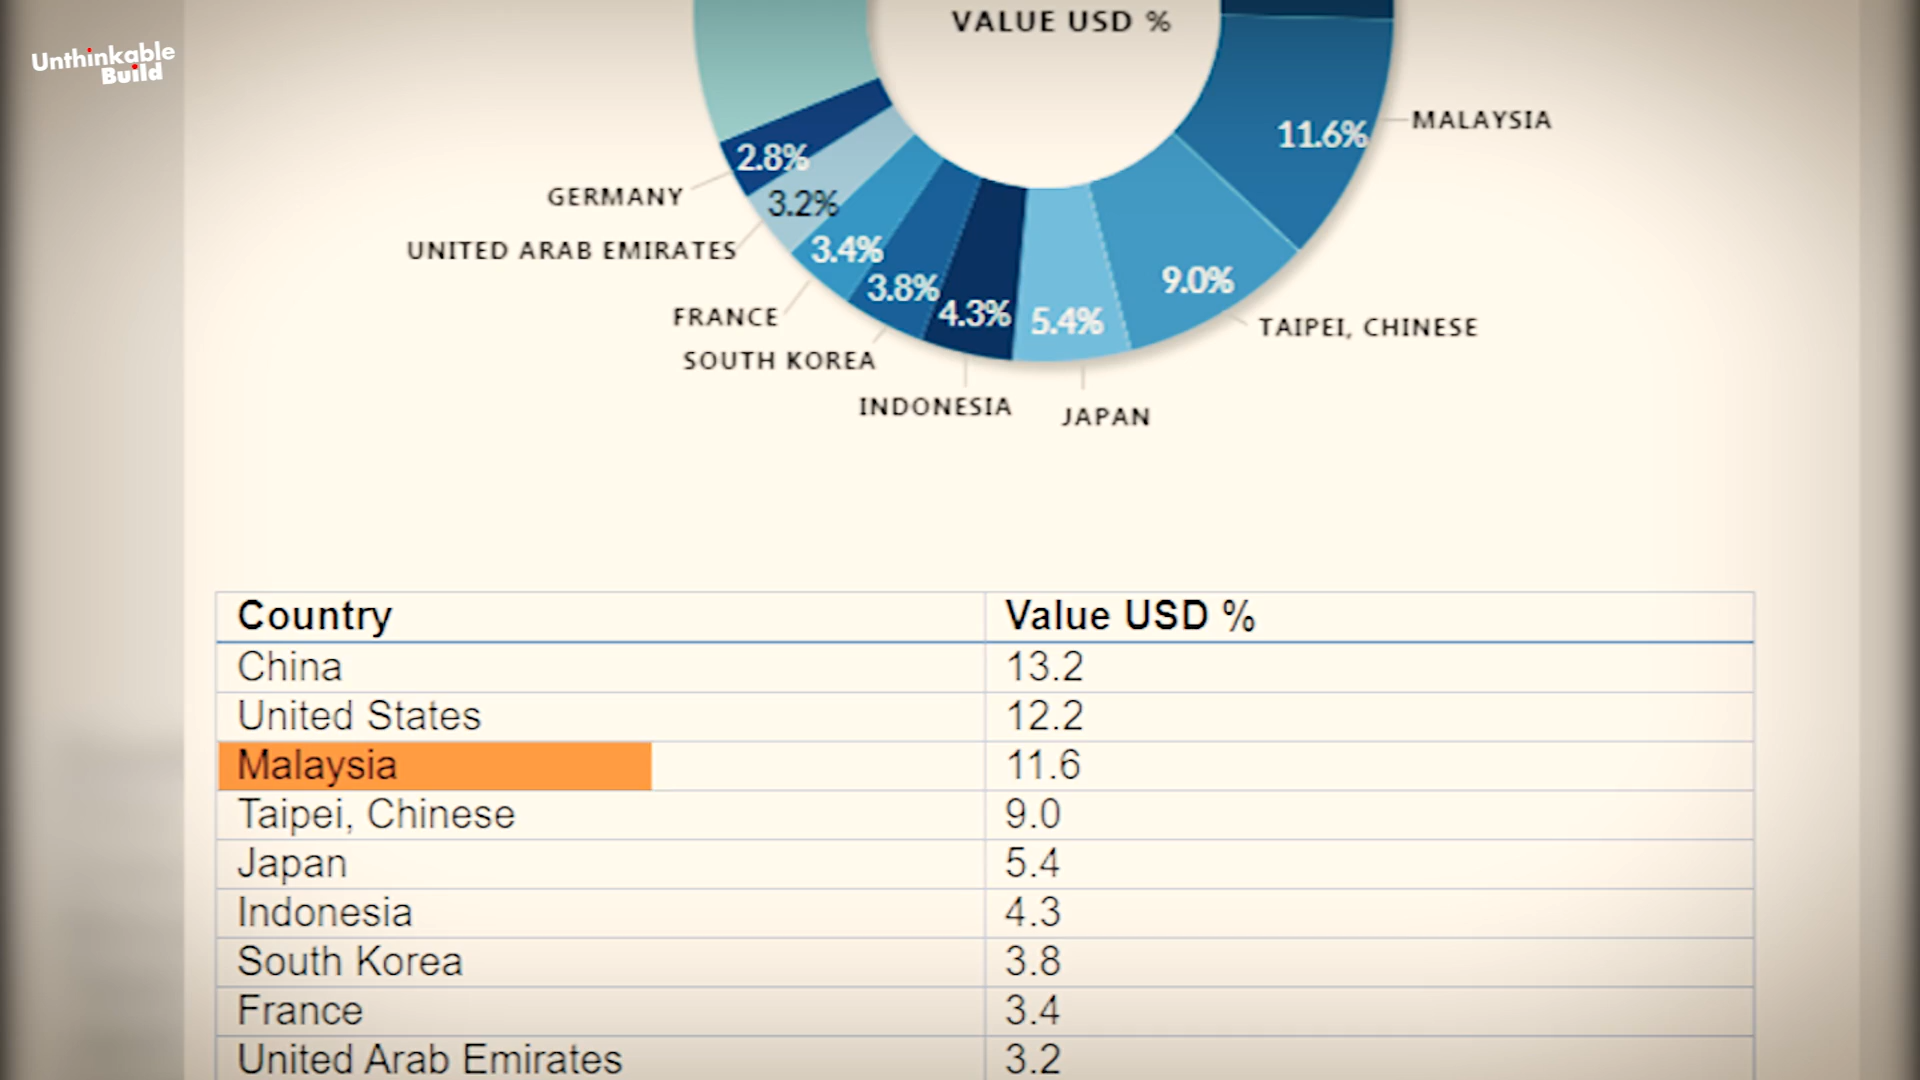 Unthinkable
Build
VALUE USD %
11.6%
MALAYSIA
2.8%
GERMANY
3.2%
UNITED ARAB EMIRATES
3.4%
9.0%
3.8%
4.3%
5.4%
FRANCE
TAIPEI, CHINESE
SOUTH KOREA
INDONESIA
JAPAN
Country Value USD %
China 13.2
United States 12.2
Malaysia 11.6
Taipei, Chinese 9.0
Japan 5.4
Indonesia 4.3
South Korea 3.8
France 3.4
United Arab Emirates 3.2